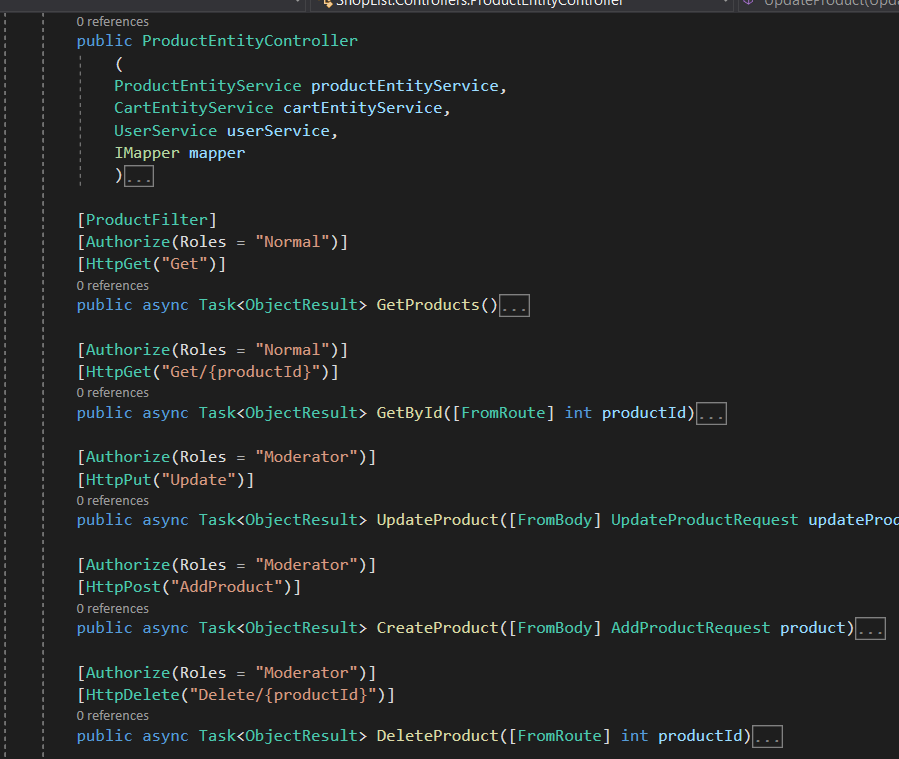 ShopList.Controllers.ProductEntityController
0 references
public ProductEntityController
(
ProductEntityService productEntityService,
CartEntityService cartEntityService,
UserService userService,
IMapper mapper
)...
[ProductFilter]
[Authorize(Roles = "Normal")]
[HttpGet("Get")]
0 references
public async Task<ObjectResult> GetProducts()...
[Authorize(Roles = "Normal")]
[HttpGet("Get/{productId}")]
0 references
public async Task<ObjectResult> GetById([FromRoute] int productId)...
[Authorize(Roles = "Moderator")]
[HttpPut("Update")]
0 references
public async Task<ObjectResult> UpdateProduct([FromBody] UpdateProductRequest updateProd
[Authorize(Roles = "Moderator")]
[HttpPost("AddProduct")]
0 references
public async Task<ObjectResult> CreateProduct([FromBody] AddProductRequest product)...
[Authorize(Roles = "Moderator")]
[HttpDelete("Delete/{productId}")]
0 references
public async Task<ObjectResult> DeleteProduct([FromRoute] int productId)...